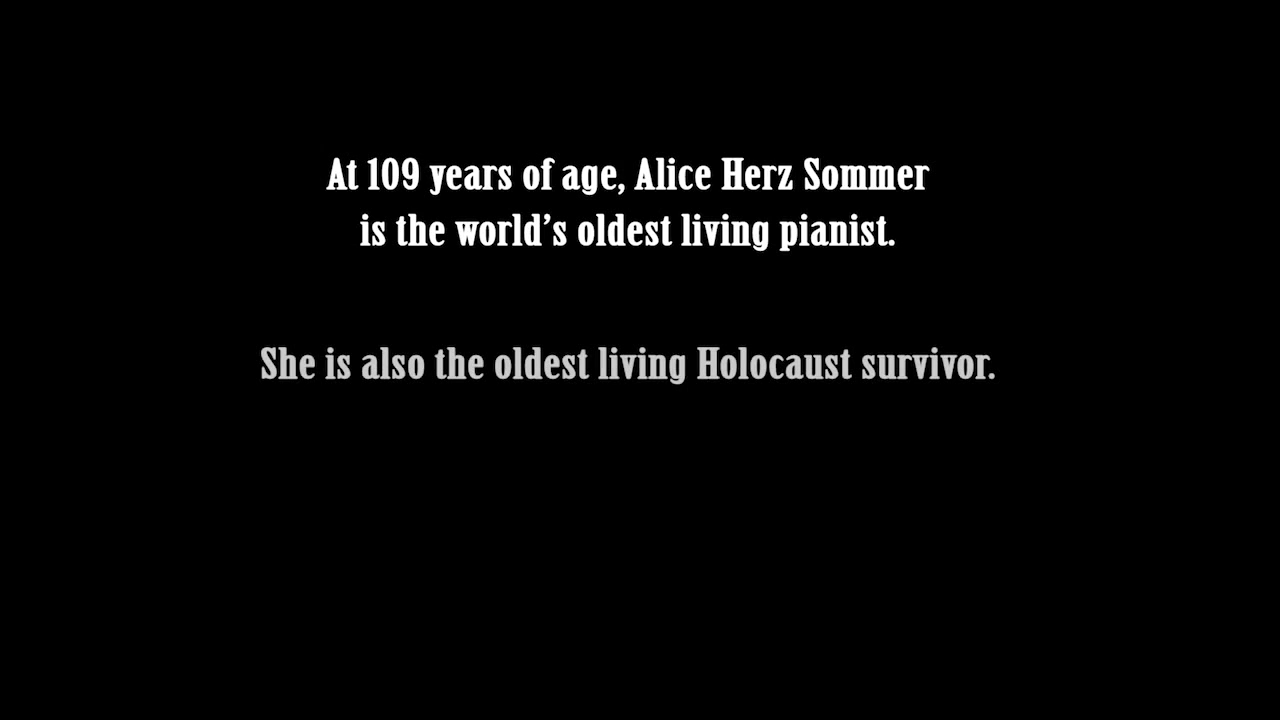 At 109 years of age, Alice Herz Sommer
is the world’s oldest living pianist.
She is also the oldest living Holocaust survivor.